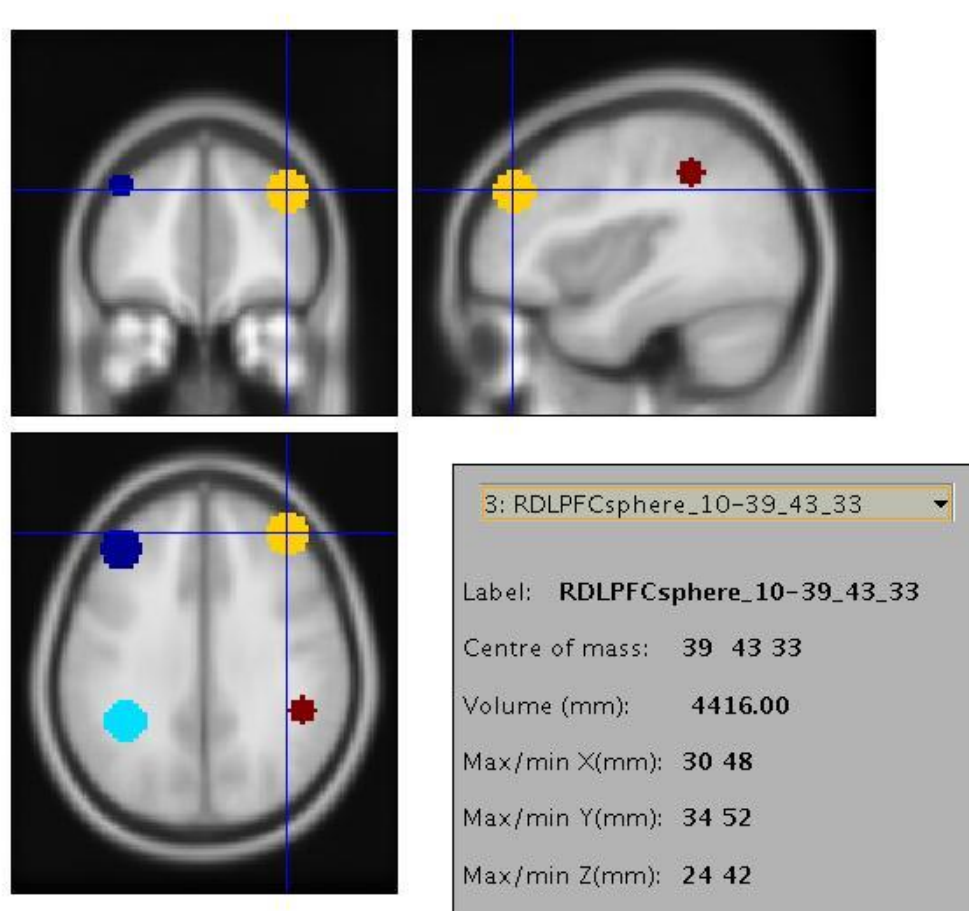 3: RDLPFCsphere_10-39_43_33
Label: RDLPFCsphere_10-39_43_33
Centre of mass: 39 43 33
Volume (mm): 4416.00
Max/min X(mm): 30 48
Max/min Y(mm): 34 52
Max/min Z(mm): 24 42